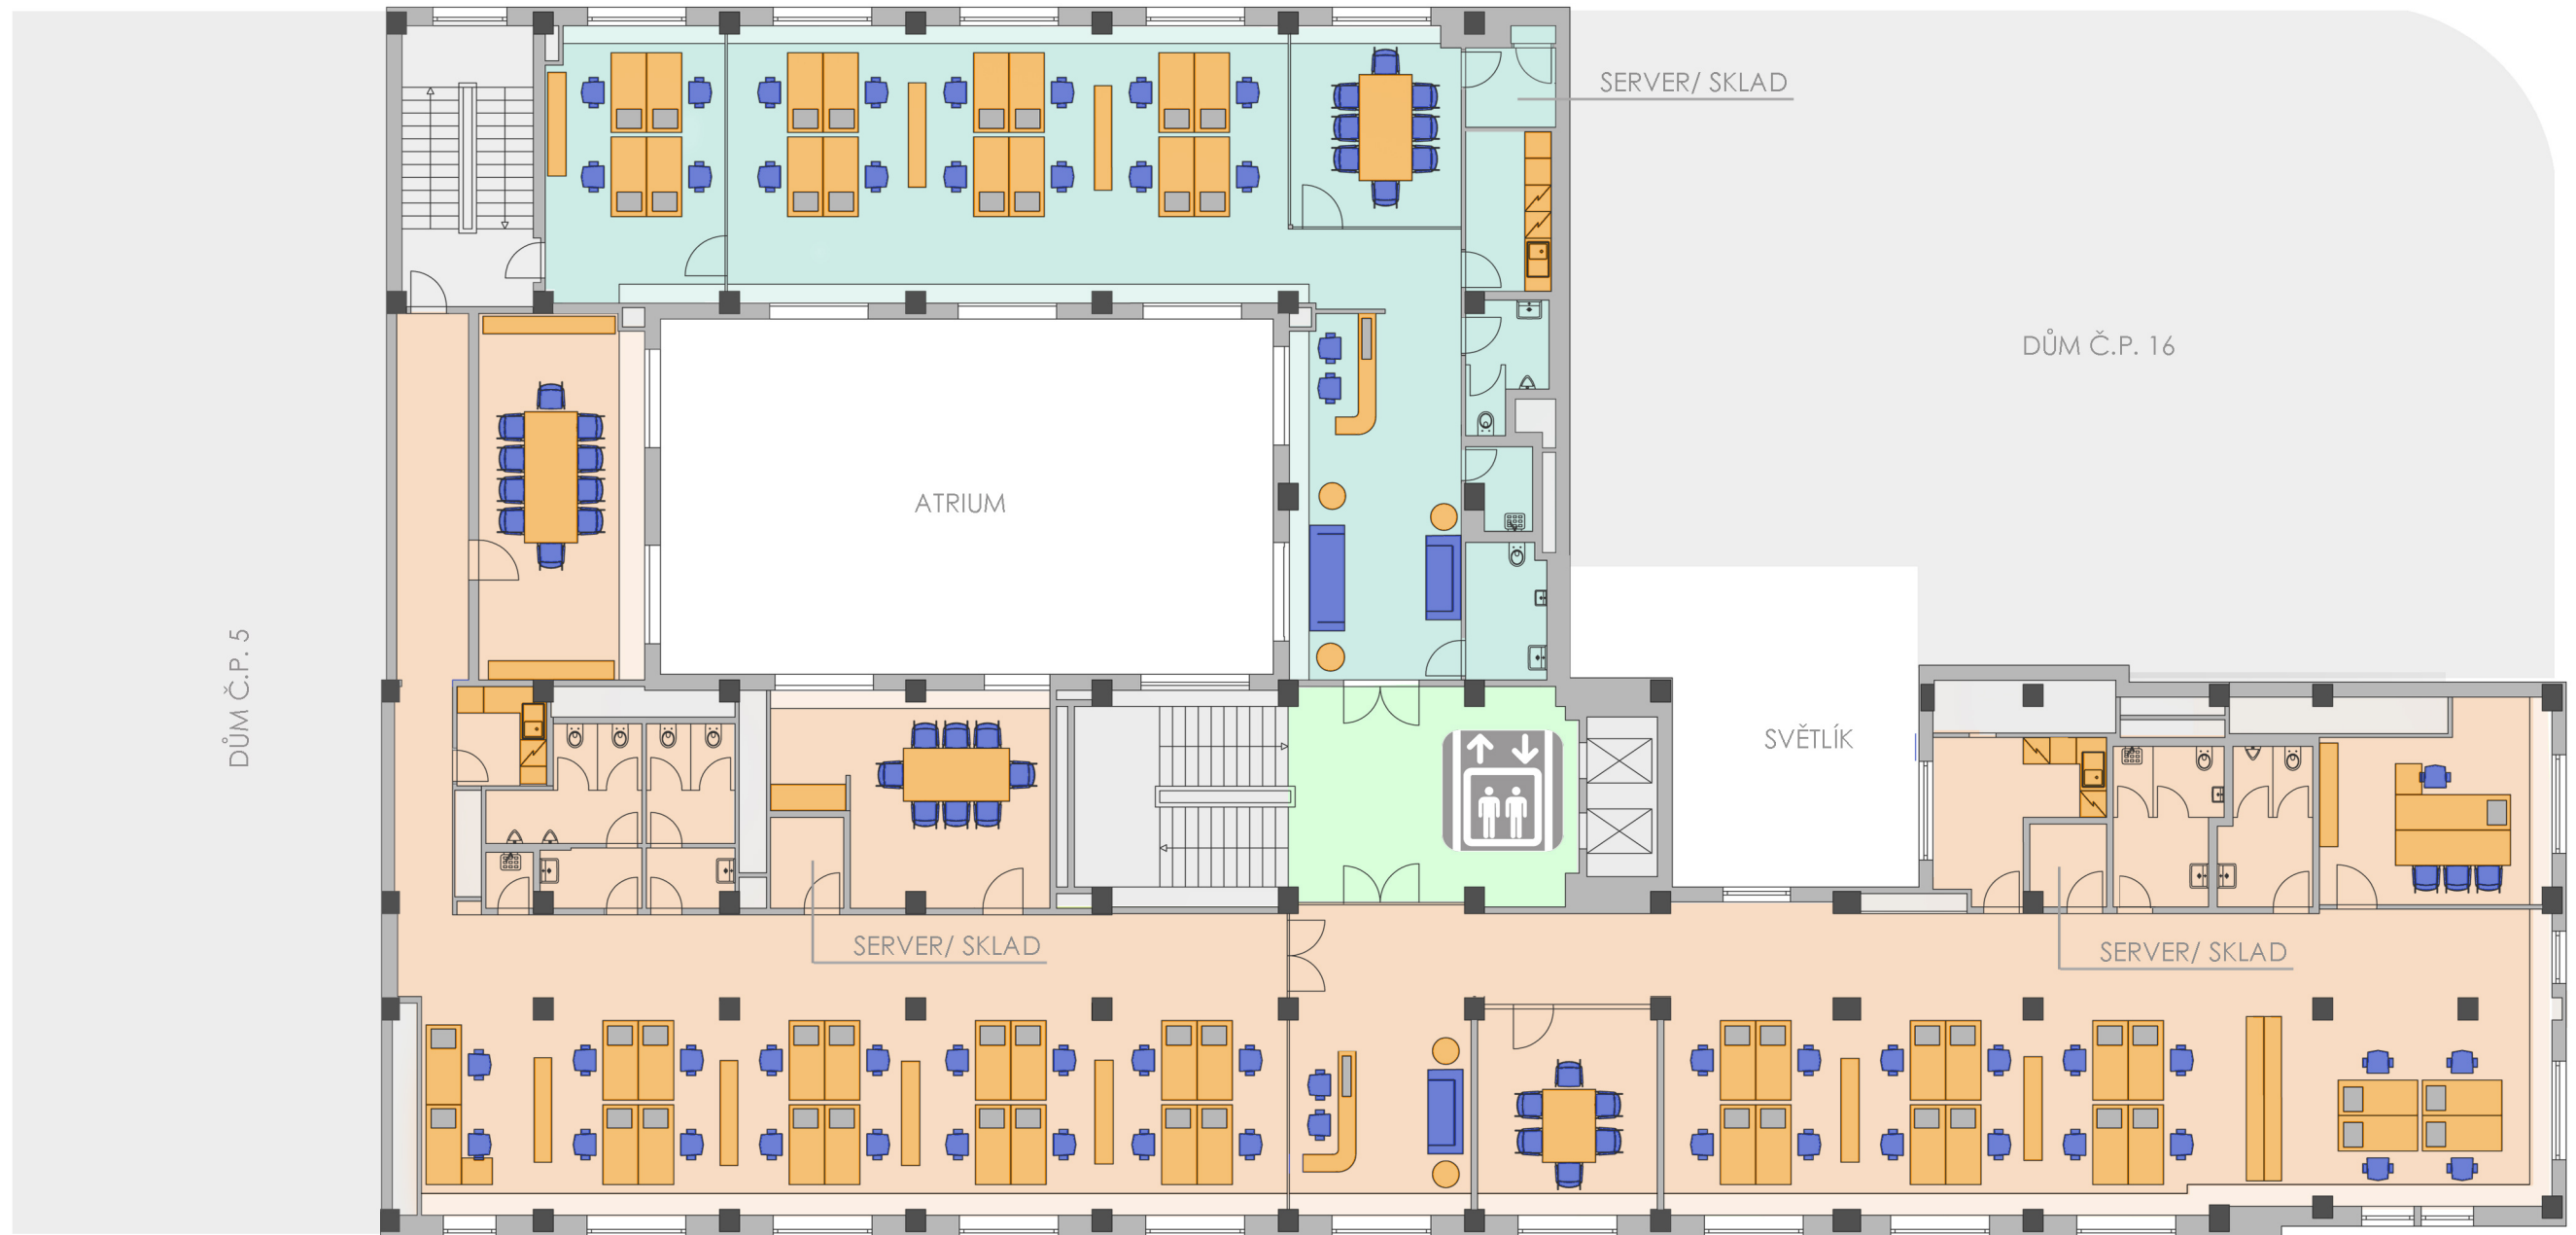 SERVER/ SKLAD
DŮM Č.P. 16
ATRIUM
DŮM Č.P. 5
SVĚTLÍK
SERVER/ SKLAD
SERVER/ SKLAD